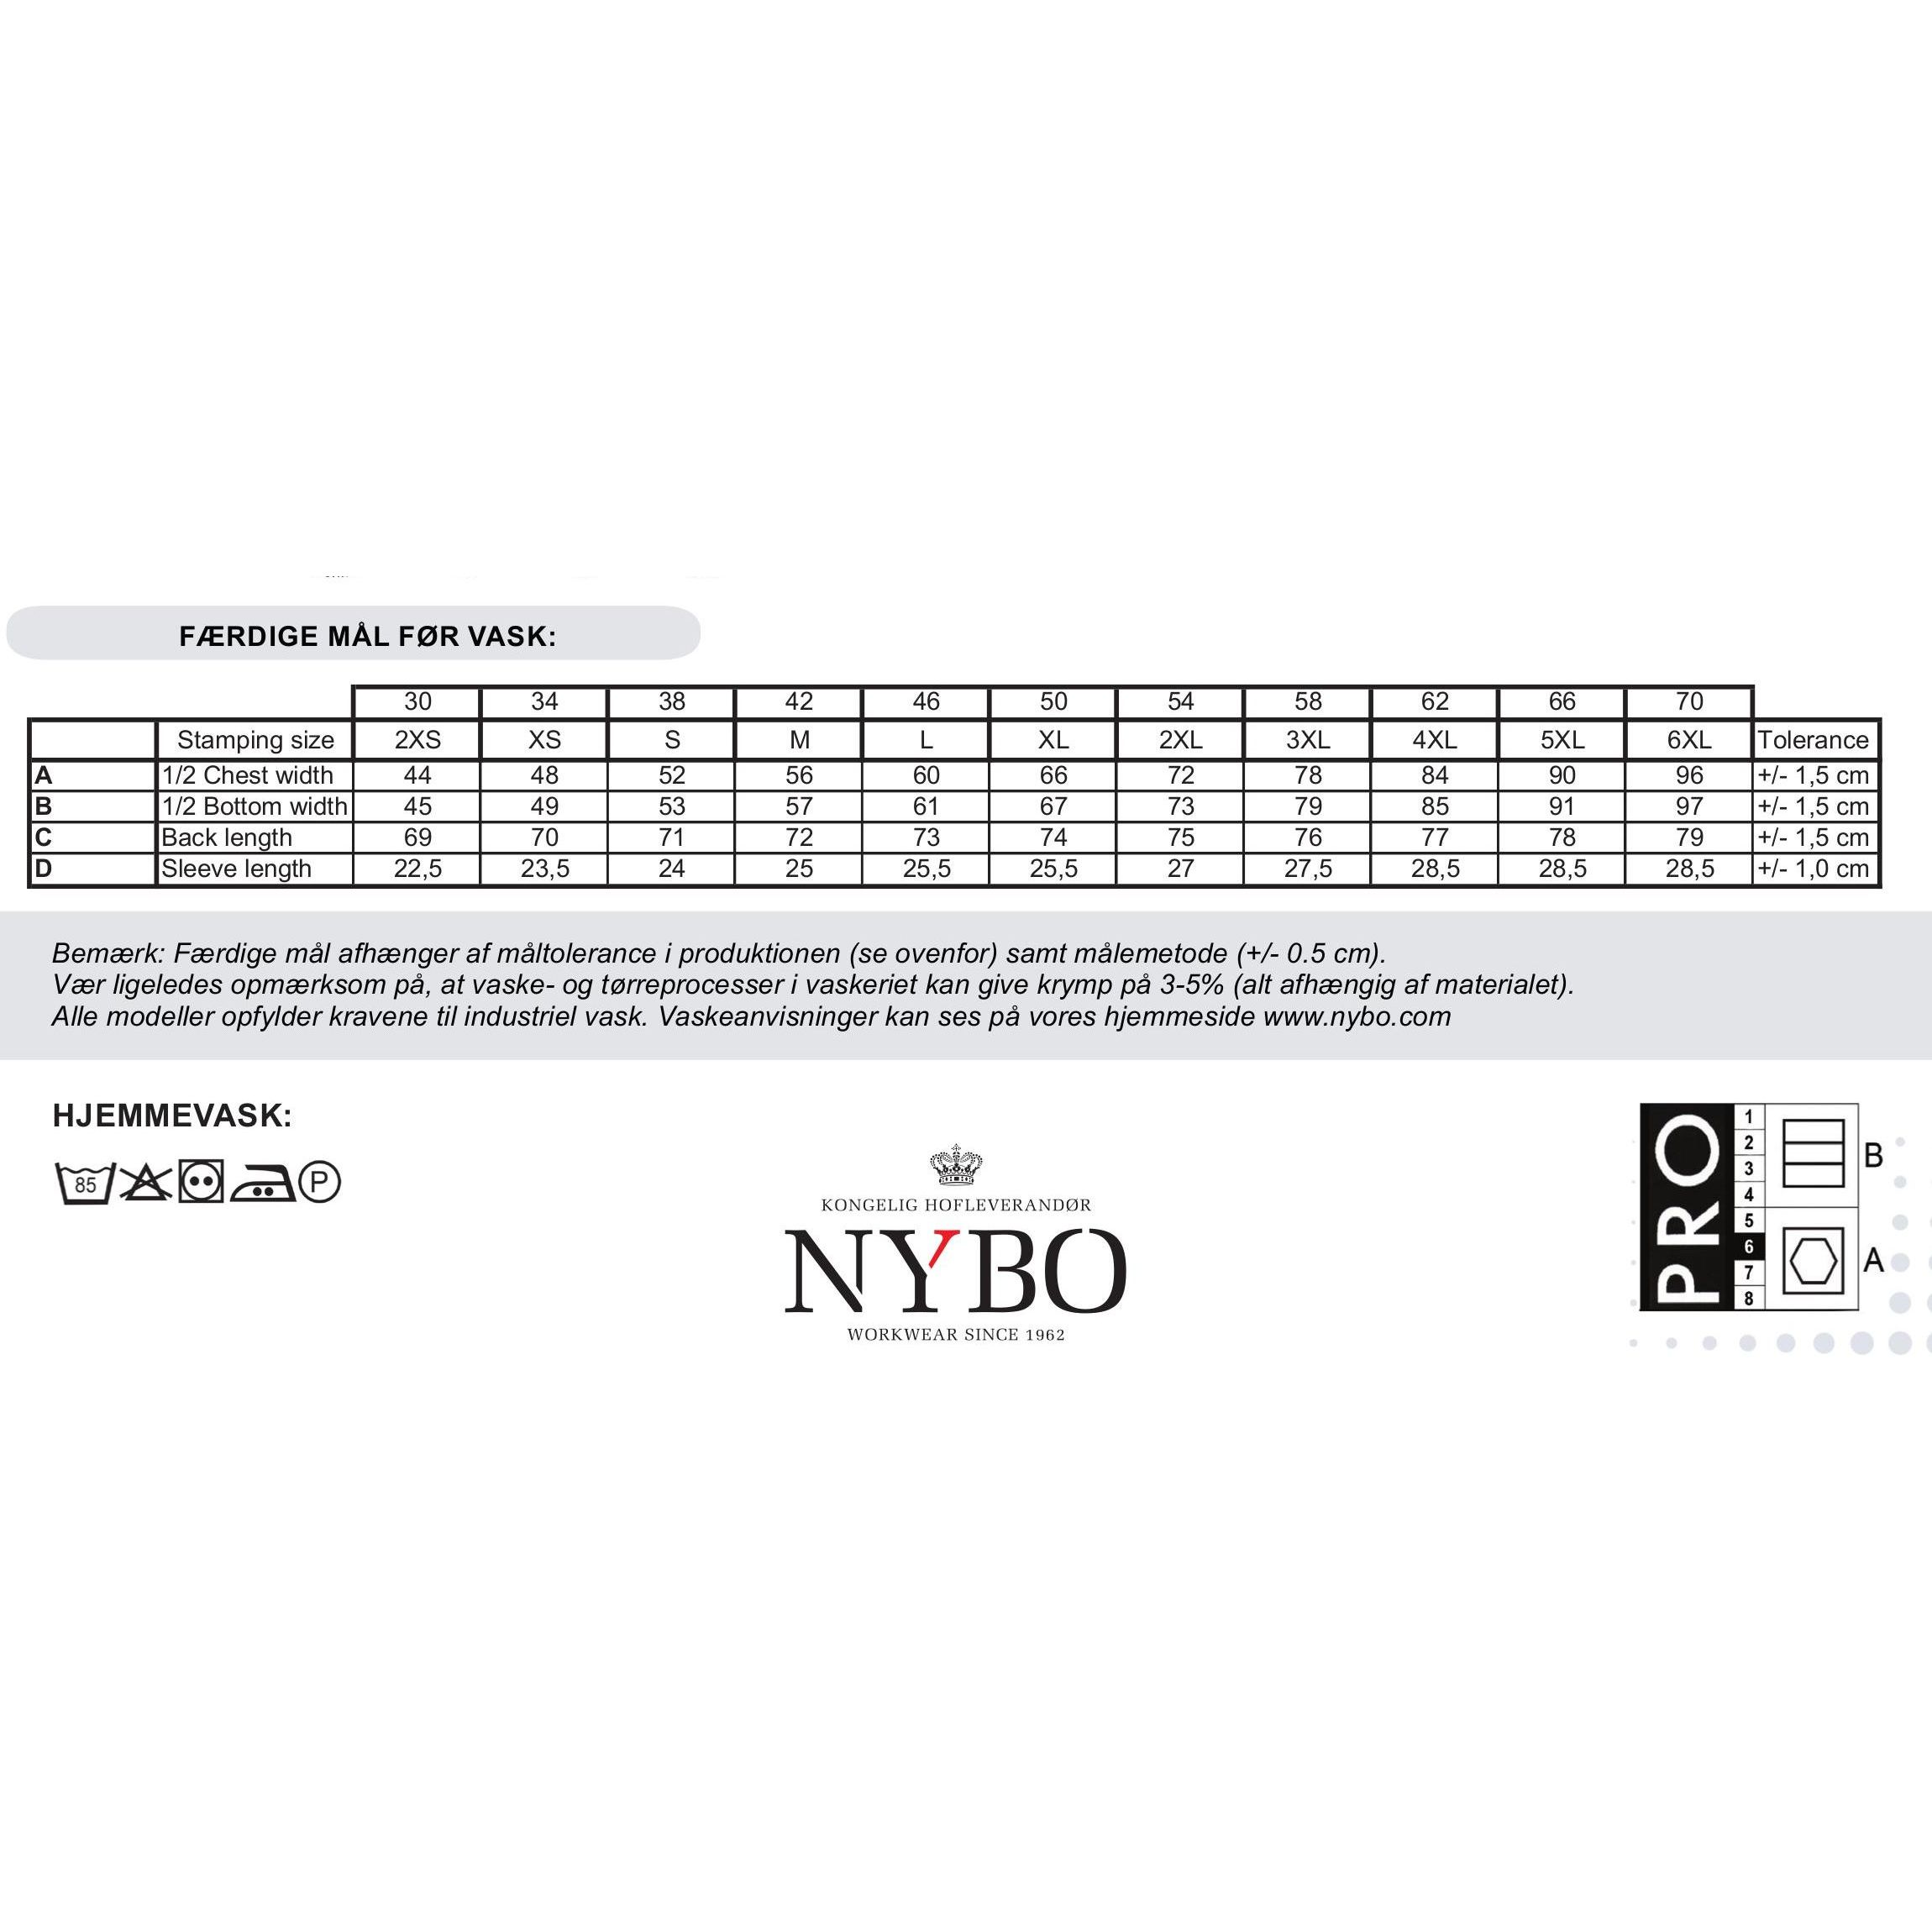 FÆRDIGE MÅL FØR VASK:
30 34 38 42 46 50 54 58 62 66 70
Stamping size 2XS XS S M L XL 2XL 3XL 4XL 5XL 6XL Tolerance
A 1/2 Chest width 44 48 52 56 60 66 72 78 84 90 96 +/- 1,5 cm
B 1/2 Bottom width 45 49 53 57 61 67 73 79 85 91 97 +/- 1,5 cm
C Back length 69 70 71 72 73 74 75 76 77 78 79 +/- 1,5 cm
D Sleeve length 22,5 23,5 24 25 25,5 25,5 27 27,5 28,5 28,5 28,5 +/- 1,0 cm
Bemærk: Færdige mål afhænger af måltolerance i produktionen (se ovenfor) samt målemetode (+/- 0.5 cm).
Vær ligeledes opmærksom på, at vaske- og tørreprocesser i vaskeriet kan give krymp på 3-5% (alt afhængig af materialet).
Alle modeller opfylder kravene til industriel vask. Vaskeanvisninger kan ses på vores hjemmeside www.nybo.com
HJEMMEVASK:
85 P
KONGELIG HOFLEVERANDØR
NYBO
WORKWEAR SINCE 1962
PRO
1
2
3
4
5
6
7
8
B
A